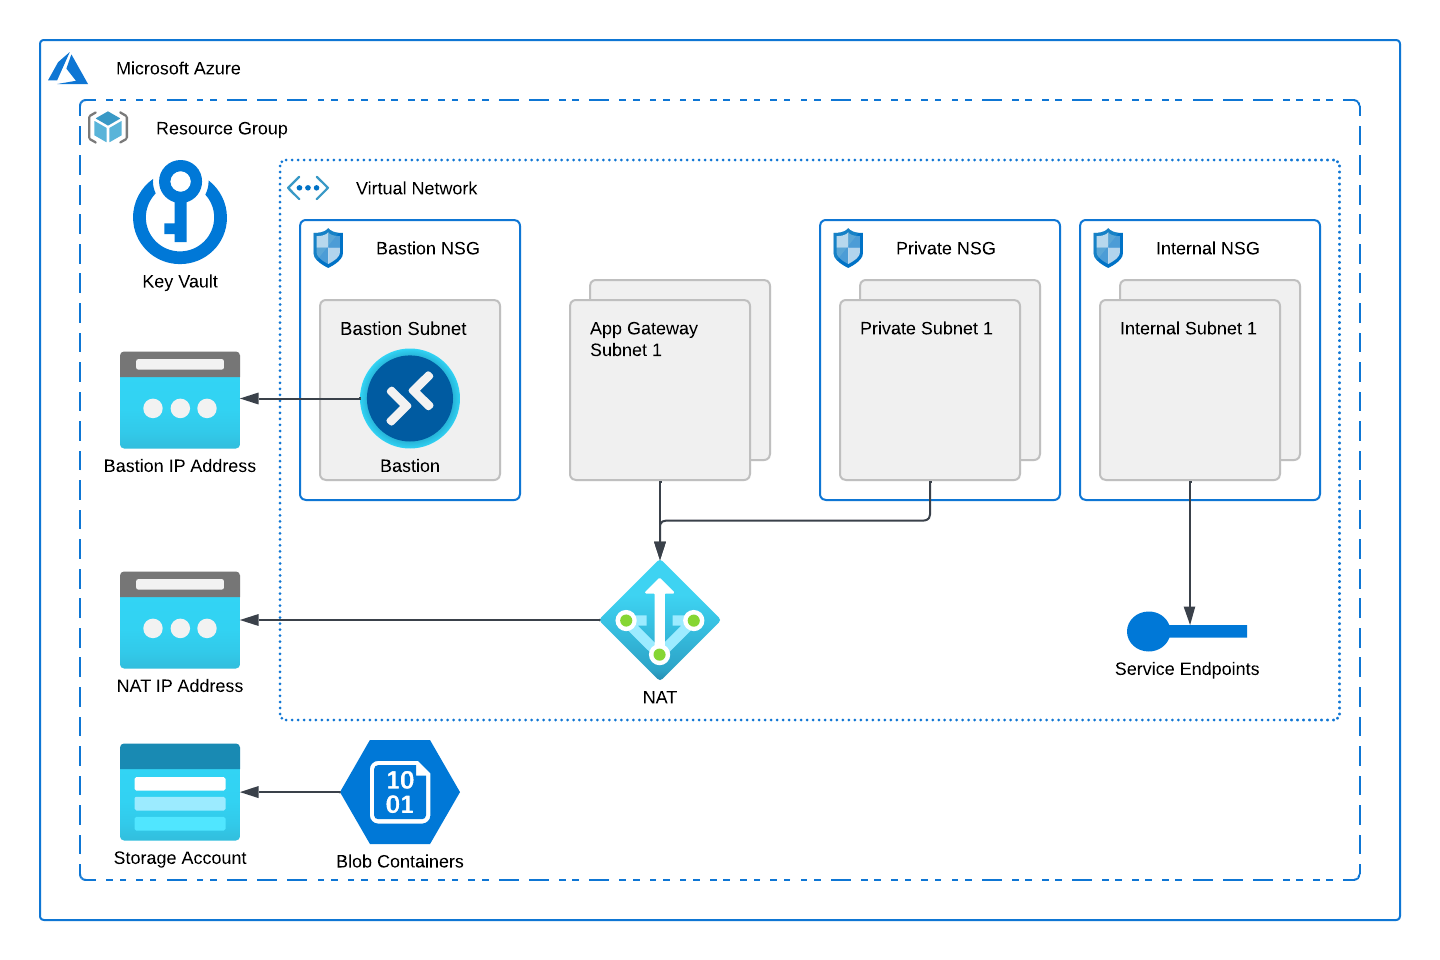 Microsoft Azure
Resource Group
Key Vault
Virtual Network
Bastion NSG
Private NSG
Internal NSG
Bastion Subnet
App Gateway
Subnet 1
Private Subnet 1
Internal Subnet 1
Bastion
Bastion IP Address
NAT IP Address
NAT
Service Endpoints
Storage Account
10
01
Blob Containers